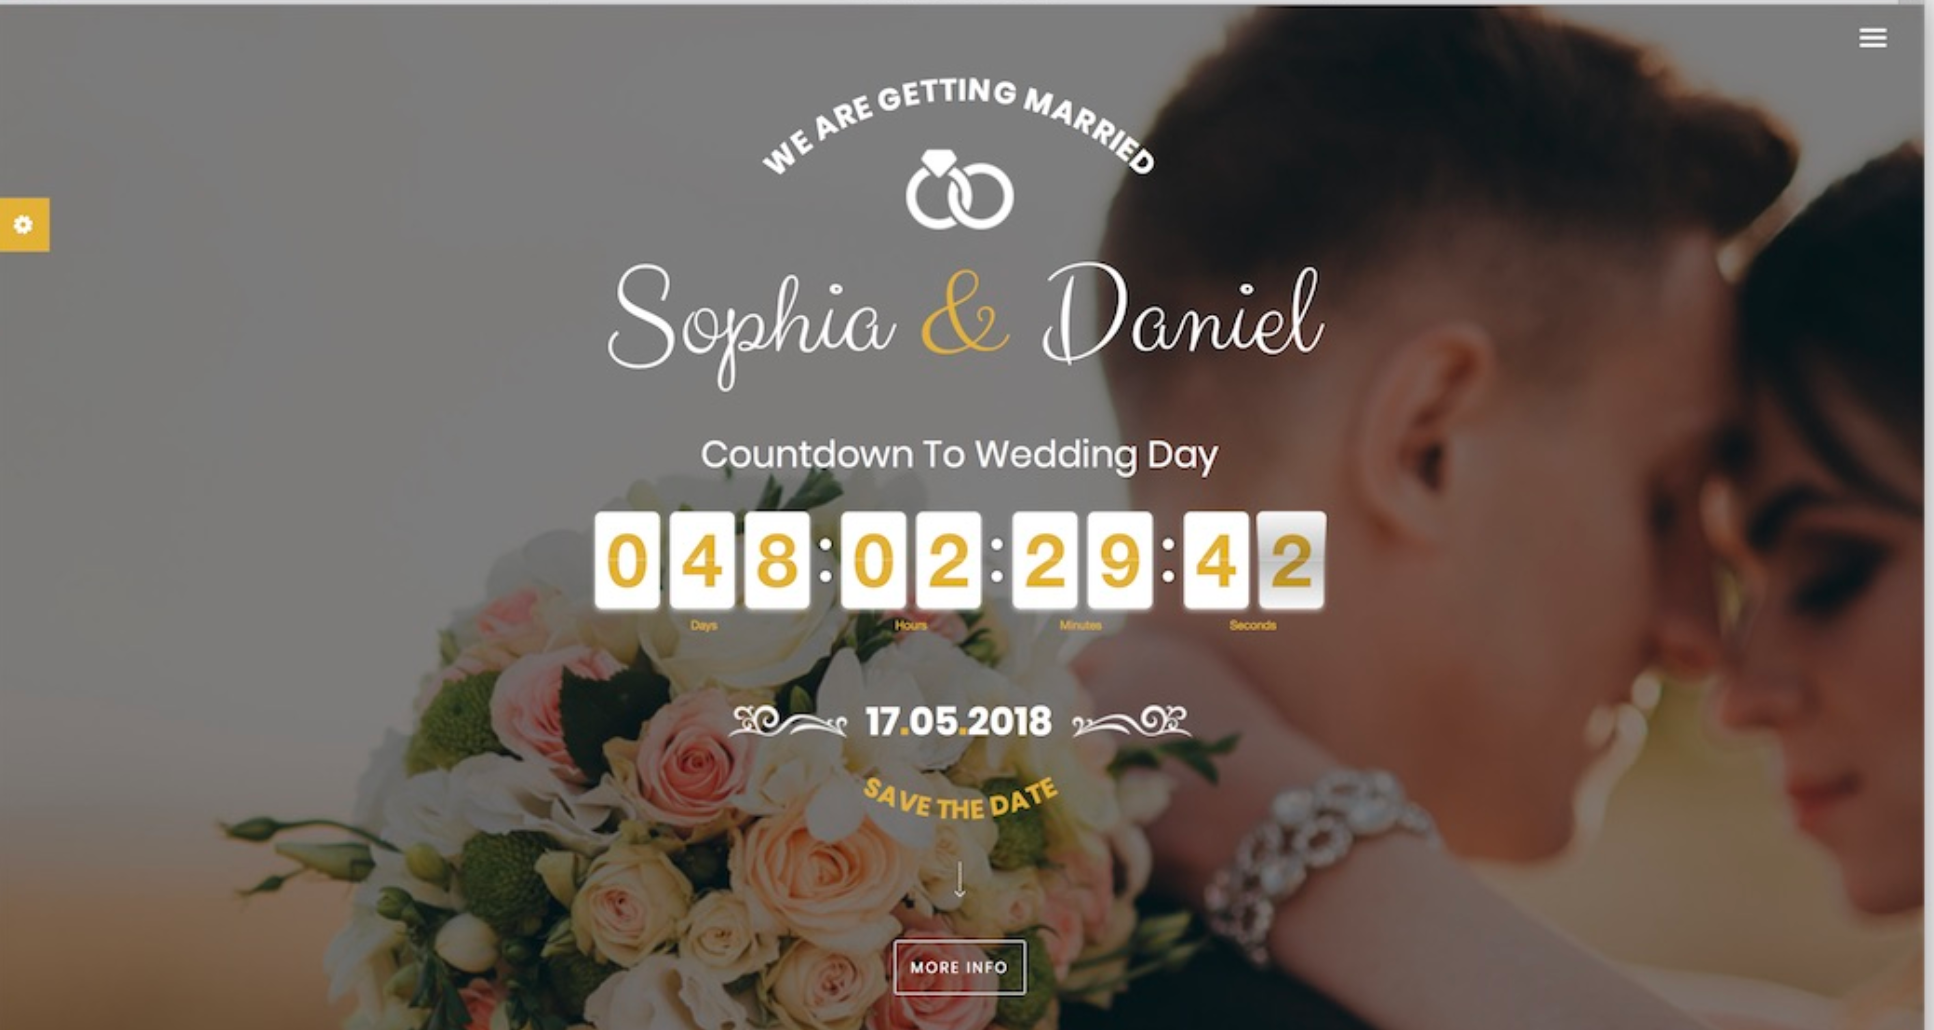 WE ARE GETTING MARRIED
Sophia & Daniel
Countdown To Wedding Day
048:02:29:42
Days Hours Minutes Seconds
17.05.2018
SAVE THE DATE
MORE INFO